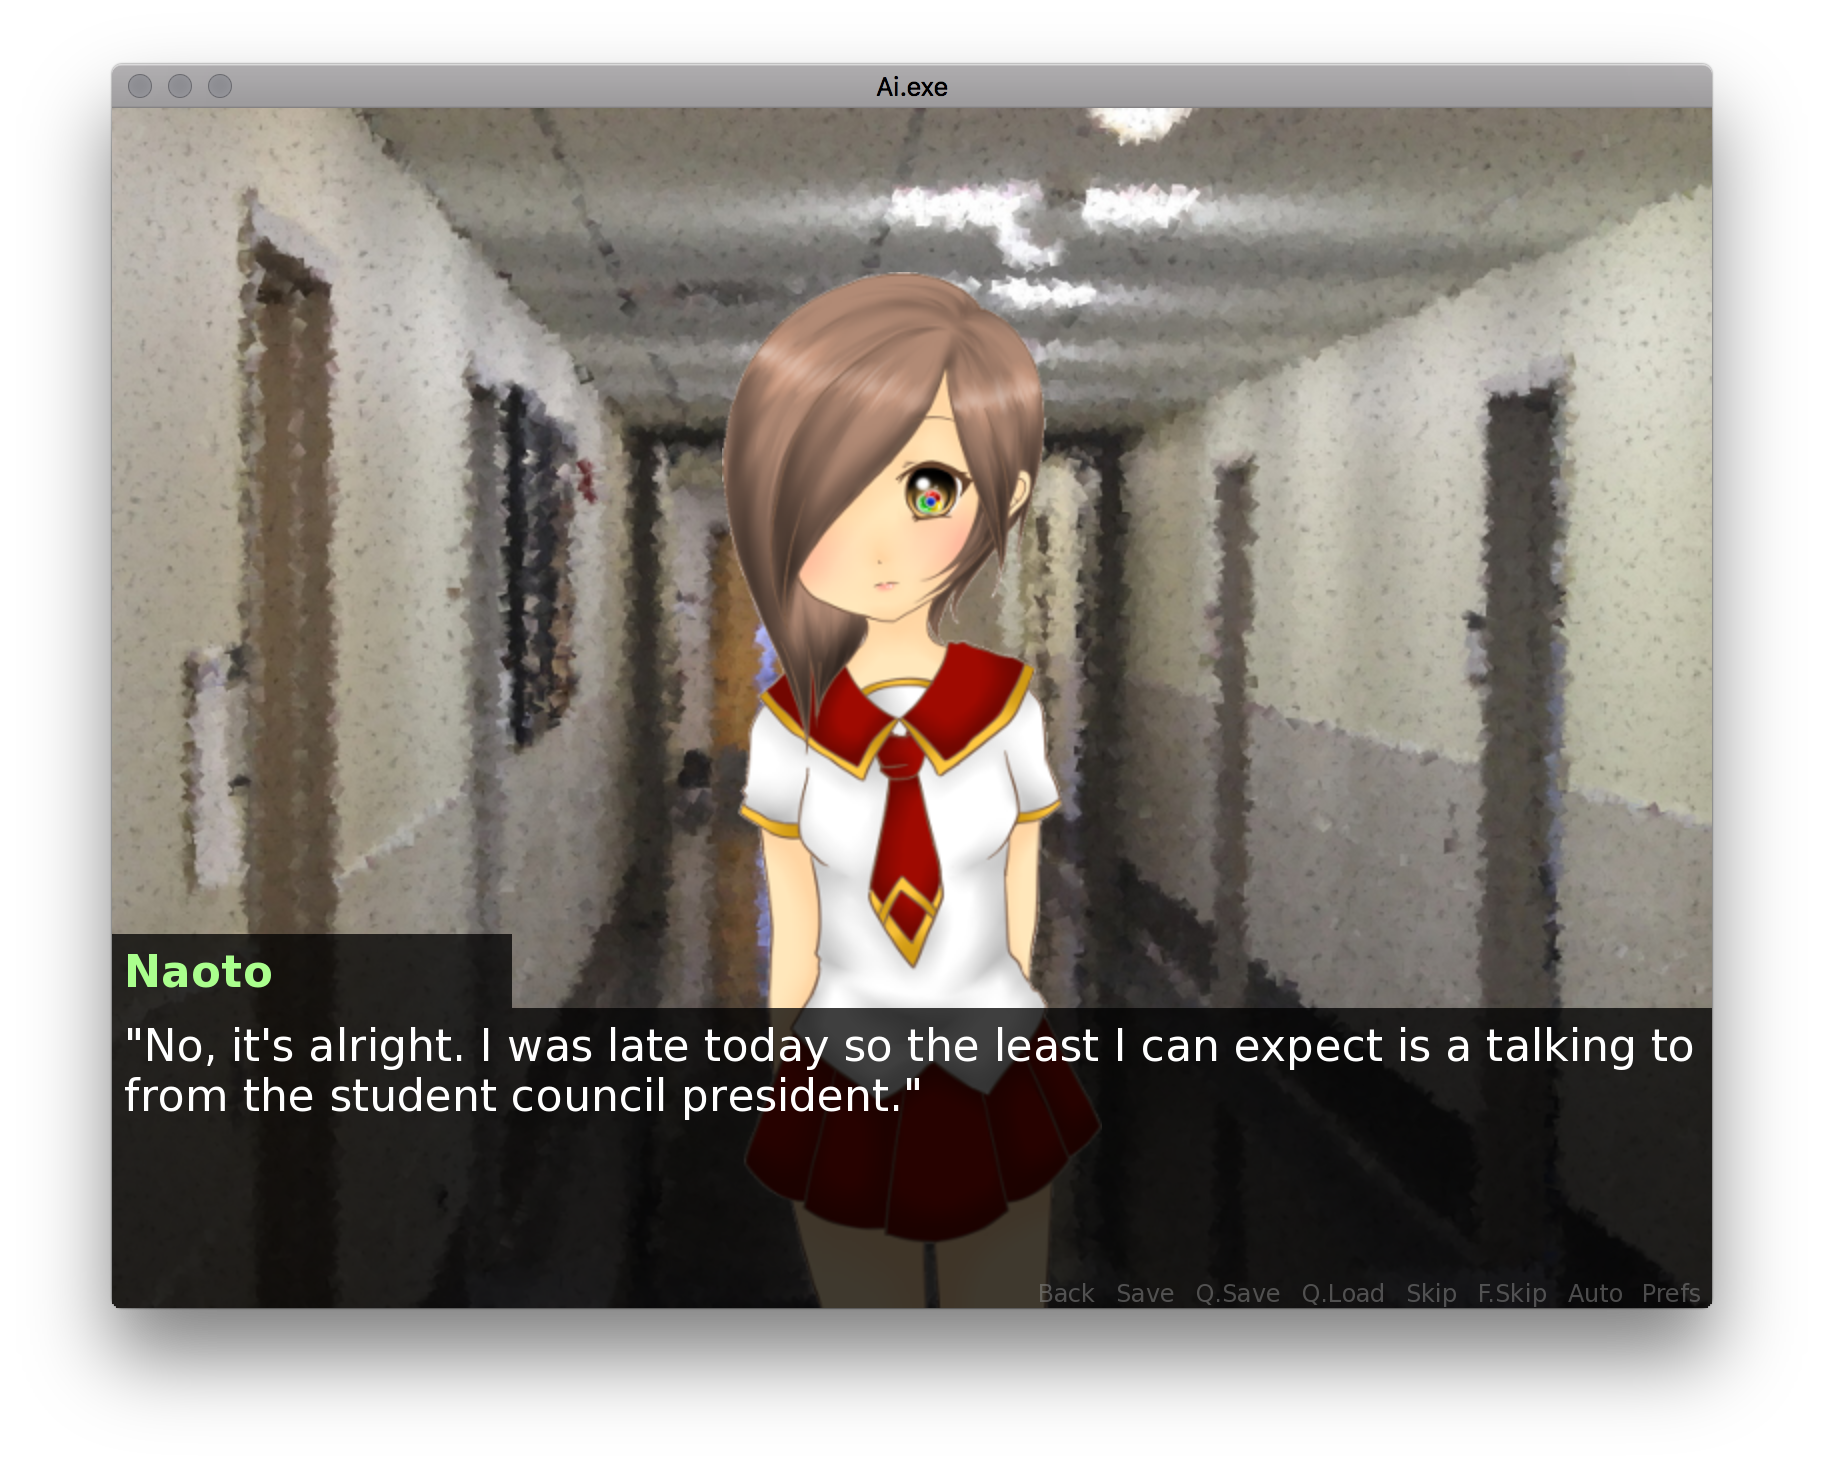 Ai.exe
Naoto
"No, it's alright. I was late today so the least I can expect is a talking to
from the student council president."
Back Save Q.Save Q.Load Skip F.Skip Auto Prefs